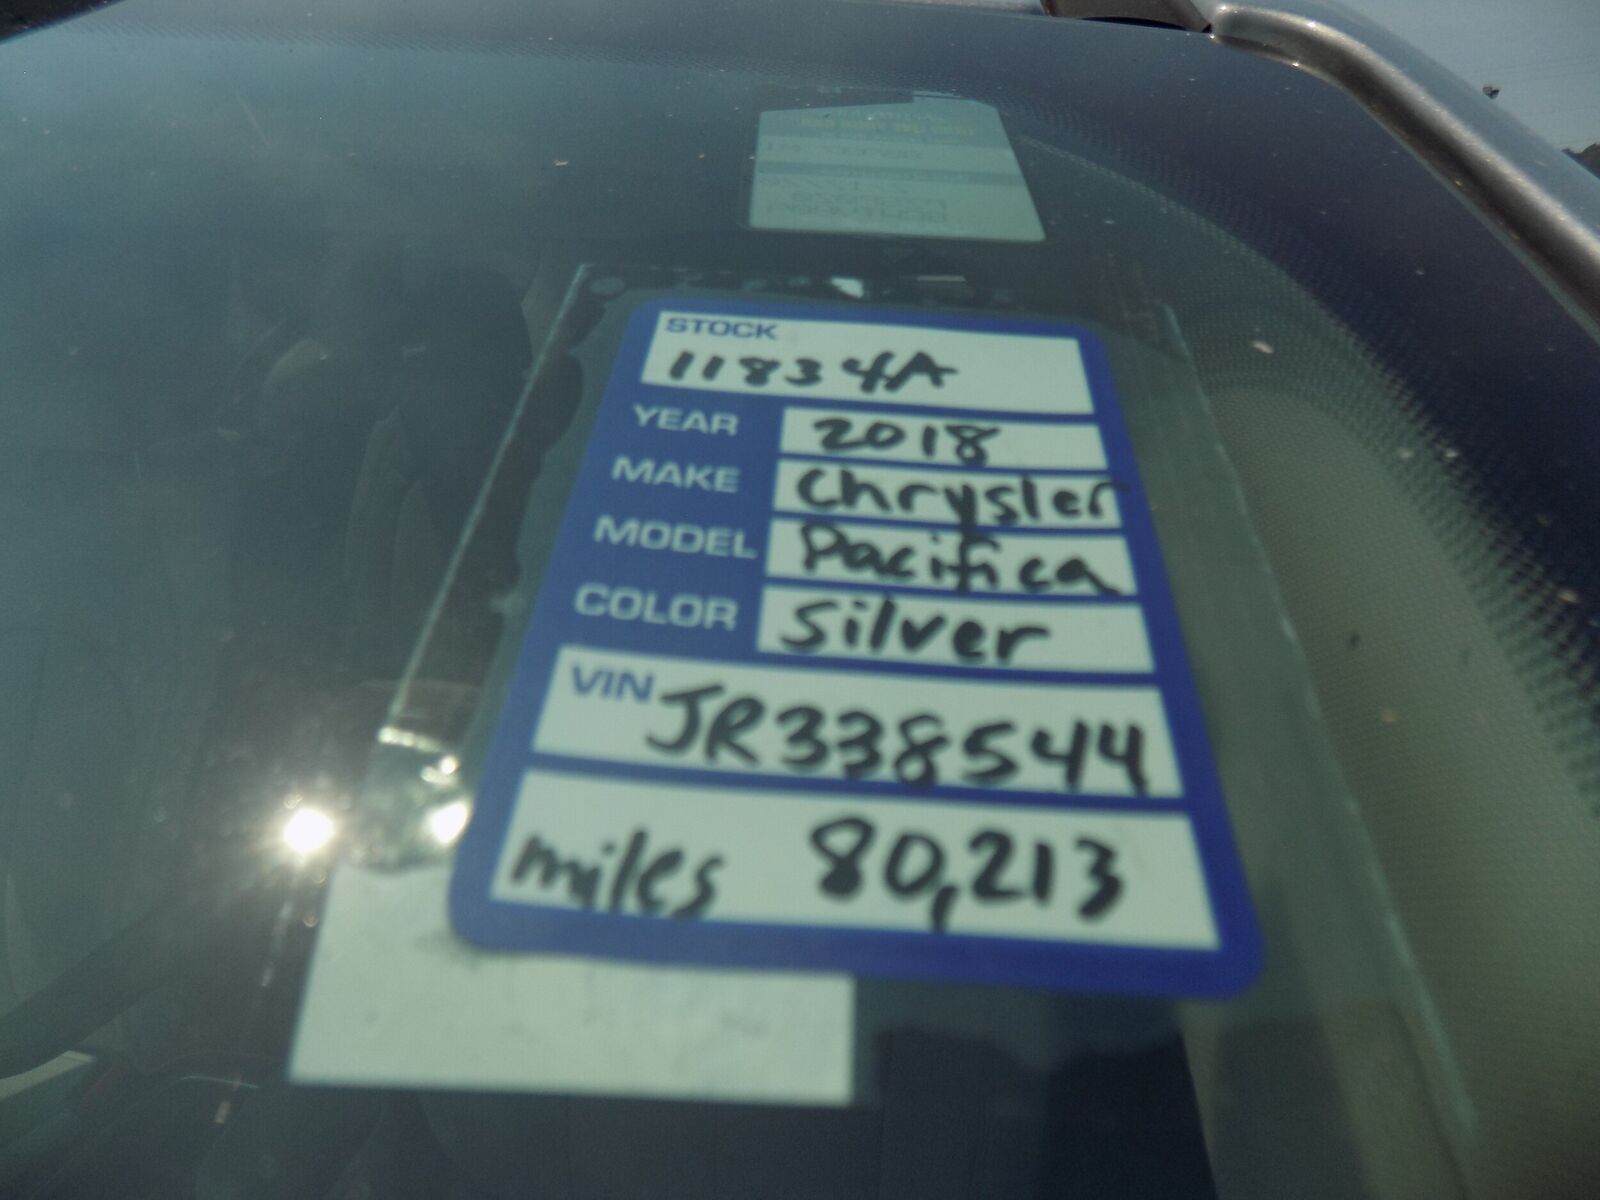 STOCK
11834A
YEAR 2018
MAKE Chrysler
MODEL Pacifica
COLOR Silver
VIN JR338544
miles 80,213